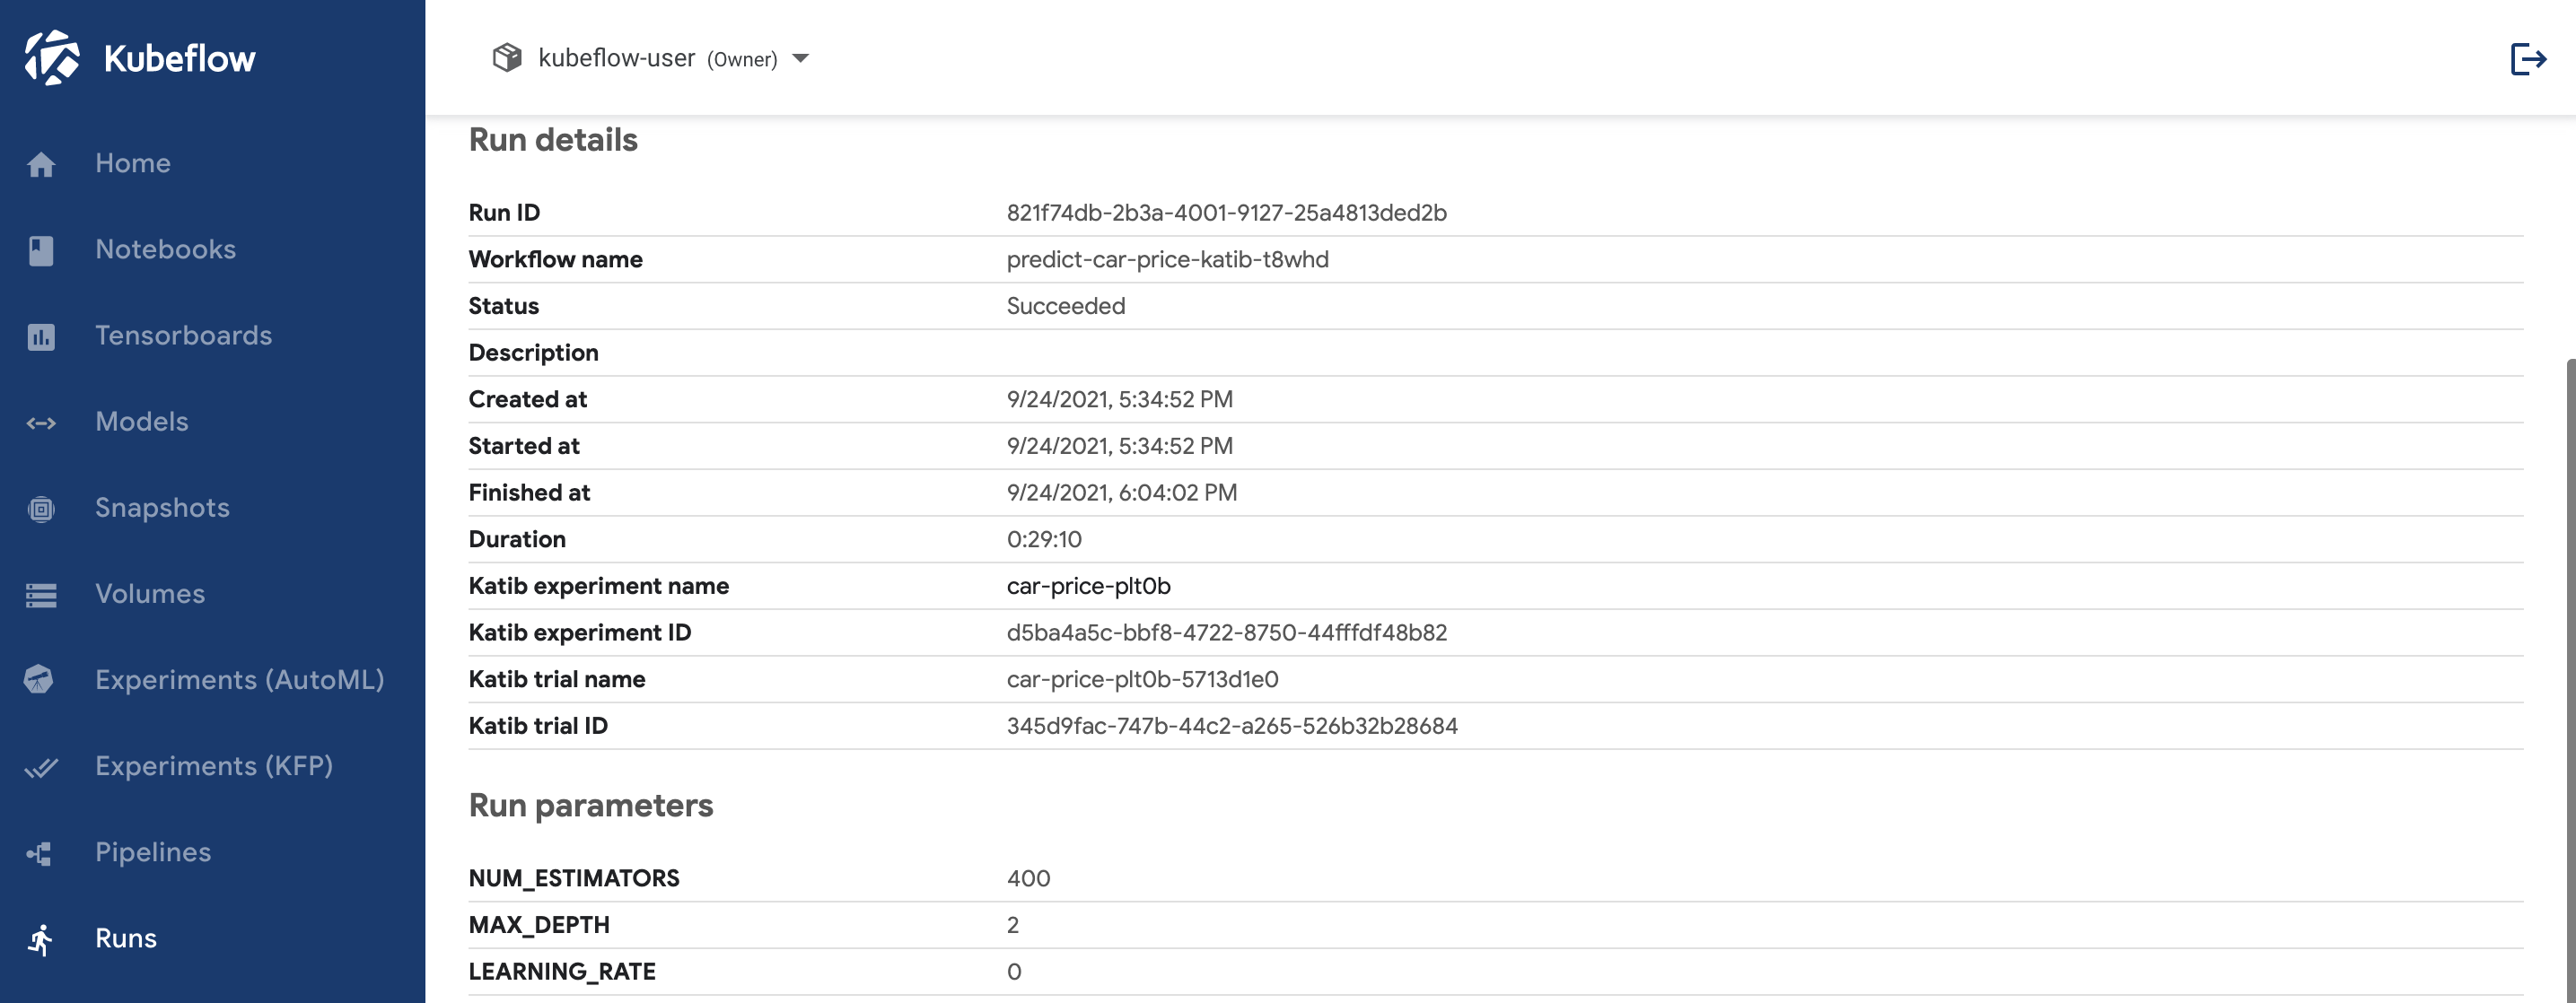 Kubeflow
kubeflow-user (Owner)
Home
Notebooks
Tensorboards
Models
Snapshots
Volumes
Experiments (AutoML)
Experiments (KFP)
Pipelines
Runs
Run details
Run ID 821f74db-2b3a-4001-9127-25a4813ded2b
Workflow name predict-car-price-katib-t8whd
Status Succeeded
Description
Created at 9/24/2021, 5:34:52 PM
Started at 9/24/2021, 5:34:52 PM
Finished at 9/24/2021, 6:04:02 PM
Duration 0:29:10
Katib experiment name car-price-plt0b
Katib experiment ID d5ba4a5c-bbf8-4722-8750-44fffdf48b82
Katib trial name car-price-plt0b-5713d1e0
Katib trial ID 345d9fac-747b-44c2-a265-526b32b28684
Run parameters
NUM_ESTIMATORS 400
MAX_DEPTH 2
LEARNING_RATE 0